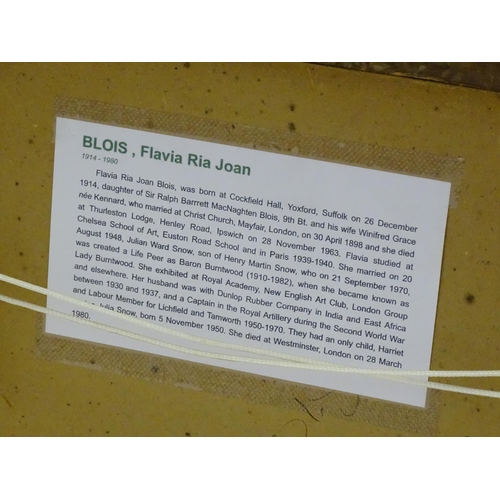 BLOIS , Flavia Ria Joan
1914 - 1980
Flavia Ria Joan Blois, was born at Cockfield Hall, Yoxford, Suffolk on 26 December
1914, daughter of Sir Ralph Barrrett MacNaghten Blois, 9th Bt. and his wife Winifred Grace
née Kennard, who married at Christ Church, Mayfair, London, on 30 April 1898 and she died
at Thurleston Lodge, Henley Road, Ipswich on 28 November 1963. Flavia studied at
Chelsea School of Art, Euston Road School and in Paris 1939-1940. She married on 20
August 1948, Julian Ward Snow, son of Henry Martin Snow, who on 21 September 1970,
was created a Life Peer as Baron Burntwood (1910-1982), when she became known as
Lady Burntwood. She exhibited at Royal Academy, New English Art Club, London Group
and elsewhere. Her husband was with Dunlop Rubber Company in India and East Africa
between 1930 and 1937, and a Captain in the Royal Artillery during the Second World War
and Labour Member for Lichfield and Tamworth 1950-1970. They had an only child, Harriet
Julia Snow, born 5 November 1950. She died at Westminster, London on 28 March
1980.